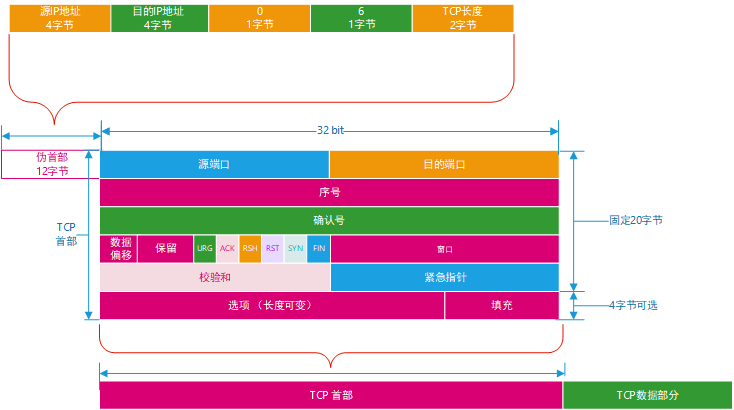 源IP地址
4字节
目的IP地址
4字节
0
1字节
6
1字节
TCP长度
2字节
32 bit
伪首部
12字节
源端口
目的端口
序号
TCP
首部
确认号
固定20字节
数据
偏移
保留
URG
ACK
RSH
RST
SYN
FIN
窗口
校验和
紧急指针
选项 （长度可变）
填充
4字节可选
TCP 首部
TCP数据部分